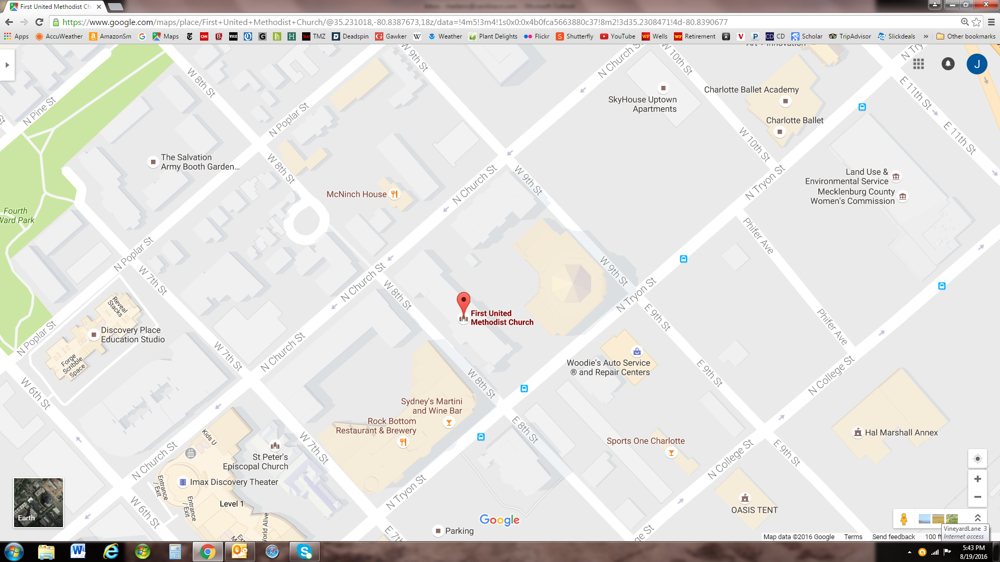 First United Methodist Ch
https://www.google.com/maps/place/First+United+Methodist+Church/@35.231018,-80.8387673,18z/data=!4m5!3m4!1s0x0:0x4b0fca5663880c37!8m2!3d35.2308471!4d-80.8390677
Apps AccuWeather AmazonSm Maps CNN VICE TMZ Deadspin Gawker Weather Plant Delights Flickr Shutterfly YouTube Wells Retirement CD Scholar TripAdvisor Slickdeals » Other bookmarks
Art + Innovation
N Try
W 9th St
N Church St
W 10th St
J
W 8th St
E 11th St
Charlotte Ballet Academy
SkyHouse Uptown
Apartments
N Pine St
N Poplar St
Charlotte Ballet
W 10th St
E 11th St
The Salvation
Army Booth Garden...
W 8th St
W 9th St
N Church St
N Tryon St
Land Use &
Environmental Service
Mecklenburg County
Women's Commission
McNinch House
Fourth
Ward Park
Phifer Ave
N Poplar St
W 7th St
N Church St
W 8th St
W 9th St
N Tryon St
Reveal
Stacks
First United
Methodist Church
E 9th St
Phifer Ave
N Poplar St
Discovery Place
Education Studio
Forge
Scribble
Space
W 7th St
N Church St
Woodie's Auto Service
® and Repair Centers
E 9th St
N College St
W 6th St
W 8th St
Sydney's Martini
and Wine Bar
Rock Bottom
Restaurant & Brewery
E 8th St
Sports One Charlotte
Hal Marshall Annex
Kids U
W 7th St
N Church St
St Peter's
Episcopal Church
N College St
E 9th St
Imax Discovery Theater
Entrance
/ Exit
Entrance
/ Exit
Level 1
W 6th St
N Tryon St
OASIS TENT
Earth
Google
World Alive
Parking
E 7th
ege St
VineyardLane 3
Internet access
Map data ©2016 Google Terms Send feedback 100 ft
5:43 PM
8/19/2016